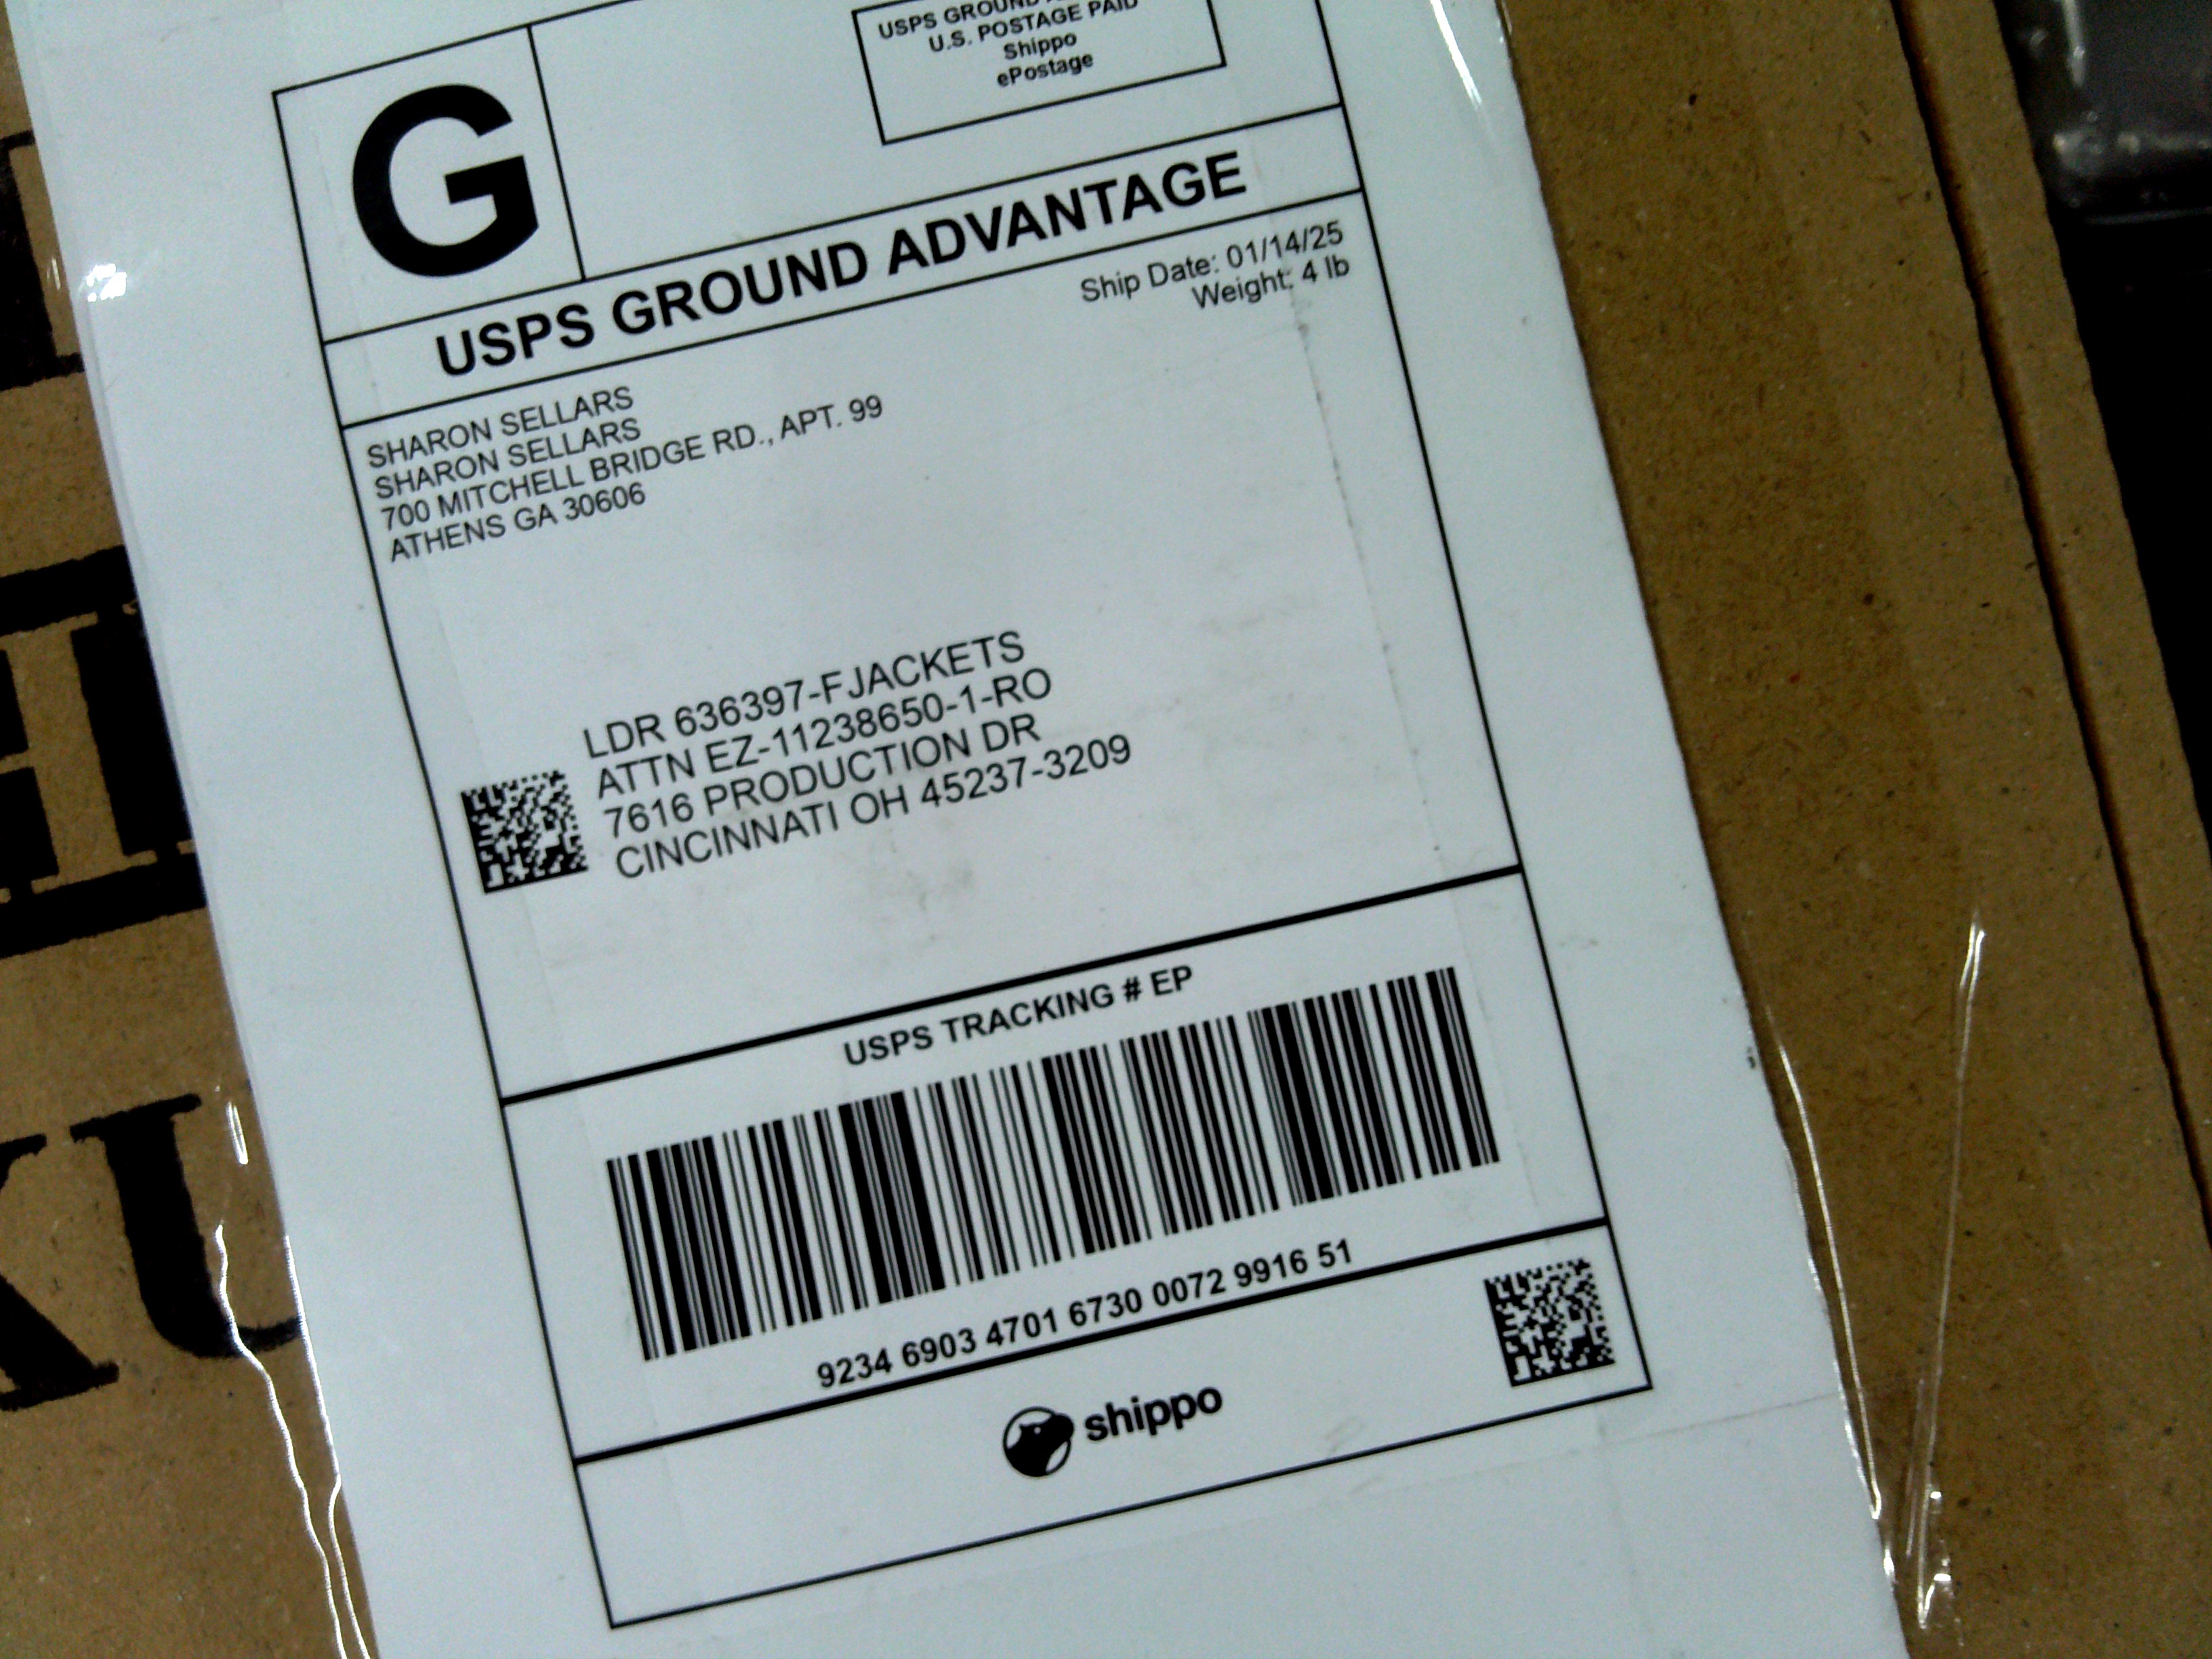 G
USPS GROUND
U.S. POSTAGE PAID
Shippo
ePostage
USPS GROUND ADVANTAGE
Ship Date: 01/14/25
Weight: 4 lb
SHARON SELLARS
SHARON SELLARS
700 MITCHELL BRIDGE RD., APT. 99
ATHENS GA 30606
LDR 636397-FJACKETS
ATTN EZ-11238650-1-RO
7616 PRODUCTION DR
CINCINNATI OH 45237-3209
USPS TRACKING # EP
9234 6903 4701 6730 0072 9916 51
shippo